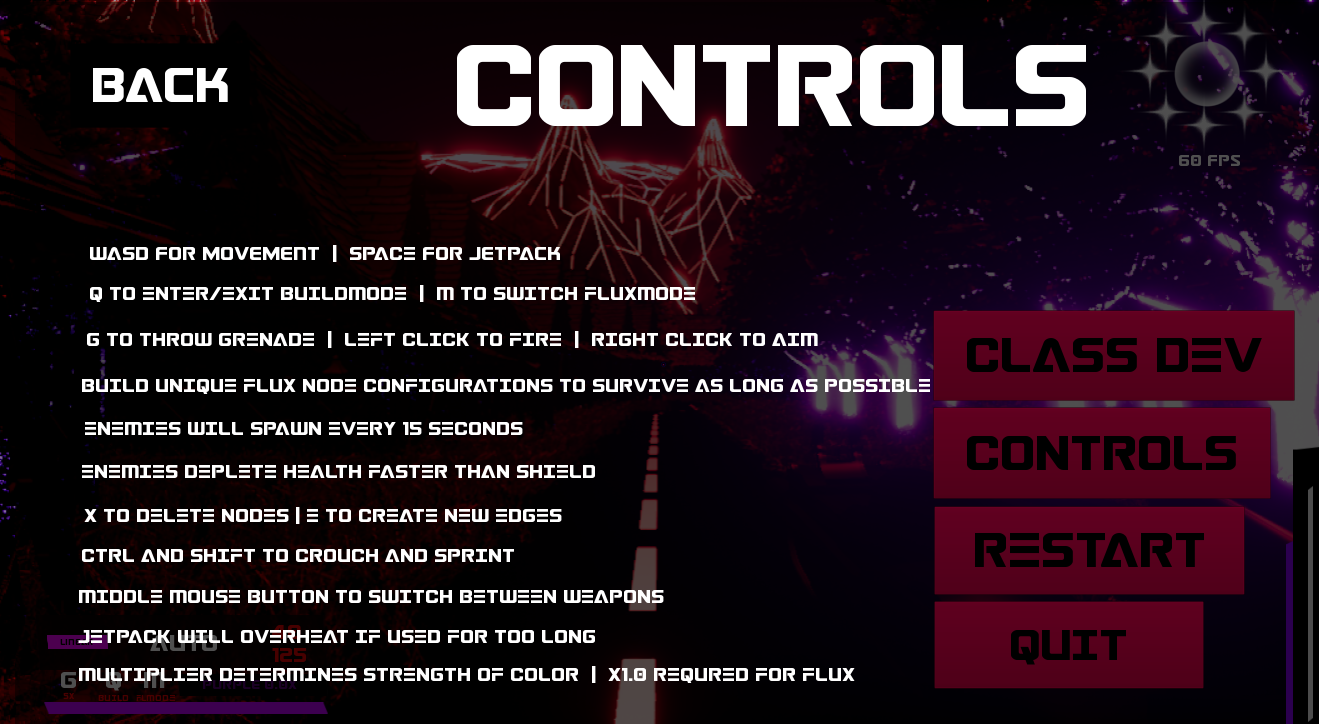 BACK
CONTROLS
60 FPS
WASD FOR MOVEMENT | SPACE FOR JETPACK
Q TO ENTER/EXIT BUILDMODE | M TO SWITCH FLUXMODE
G TO THROW GRENADE | LEFT CLICK TO FIRE | RIGHT CLICK TO AIM
BUILD UNIQUE FLUX NODE CONFIGURATIONS TO SURVIVE AS LONG AS POSSIBLE
CLASS DEV
ENEMIES WILL SPAWN EVERY 15 SECONDS
CONTROLS
ENEMIES DEPLETE HEALTH FASTER THAN SHIELD
X TO DELETE NODES | E TO CREATE NEW EDGES
RESTART
CTRL AND SHIFT TO CROUCH AND SPRINT
MIDDLE MOUSE BUTTON TO SWITCH BETWEEN WEAPONS
JETPACK WILL OVERHEAT IF USED FOR TOO LONG
QUIT
AUTO
125
MULTIPLIER DETERMINES STRENGTH OF COLOR | X1.0 REQURED FOR FLUX
G Q M